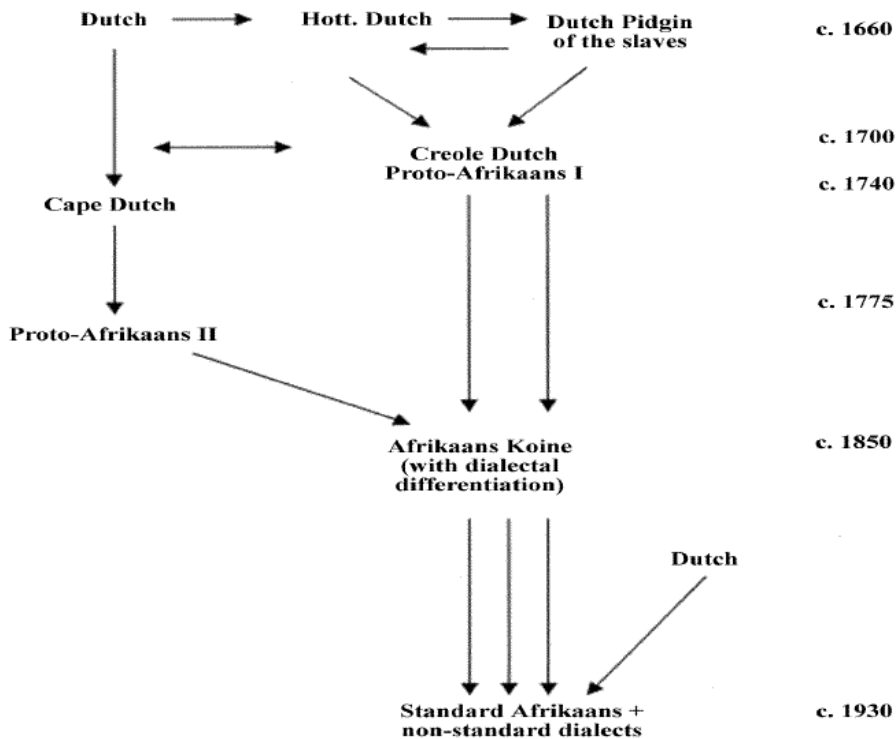 Dutch
Hott. Dutch
Dutch Pidgin
of the slaves
c. 1660
c. 1700
Creole Dutch
Proto-Afrikaans I
c. 1740
Cape Dutch
c. 1775
Proto-Afrikaans II
Afrikaans Koine
(with dialectal
differentiation)
c. 1850
Dutch
Standard Afrikaans +
non-standard dialects
c. 1930